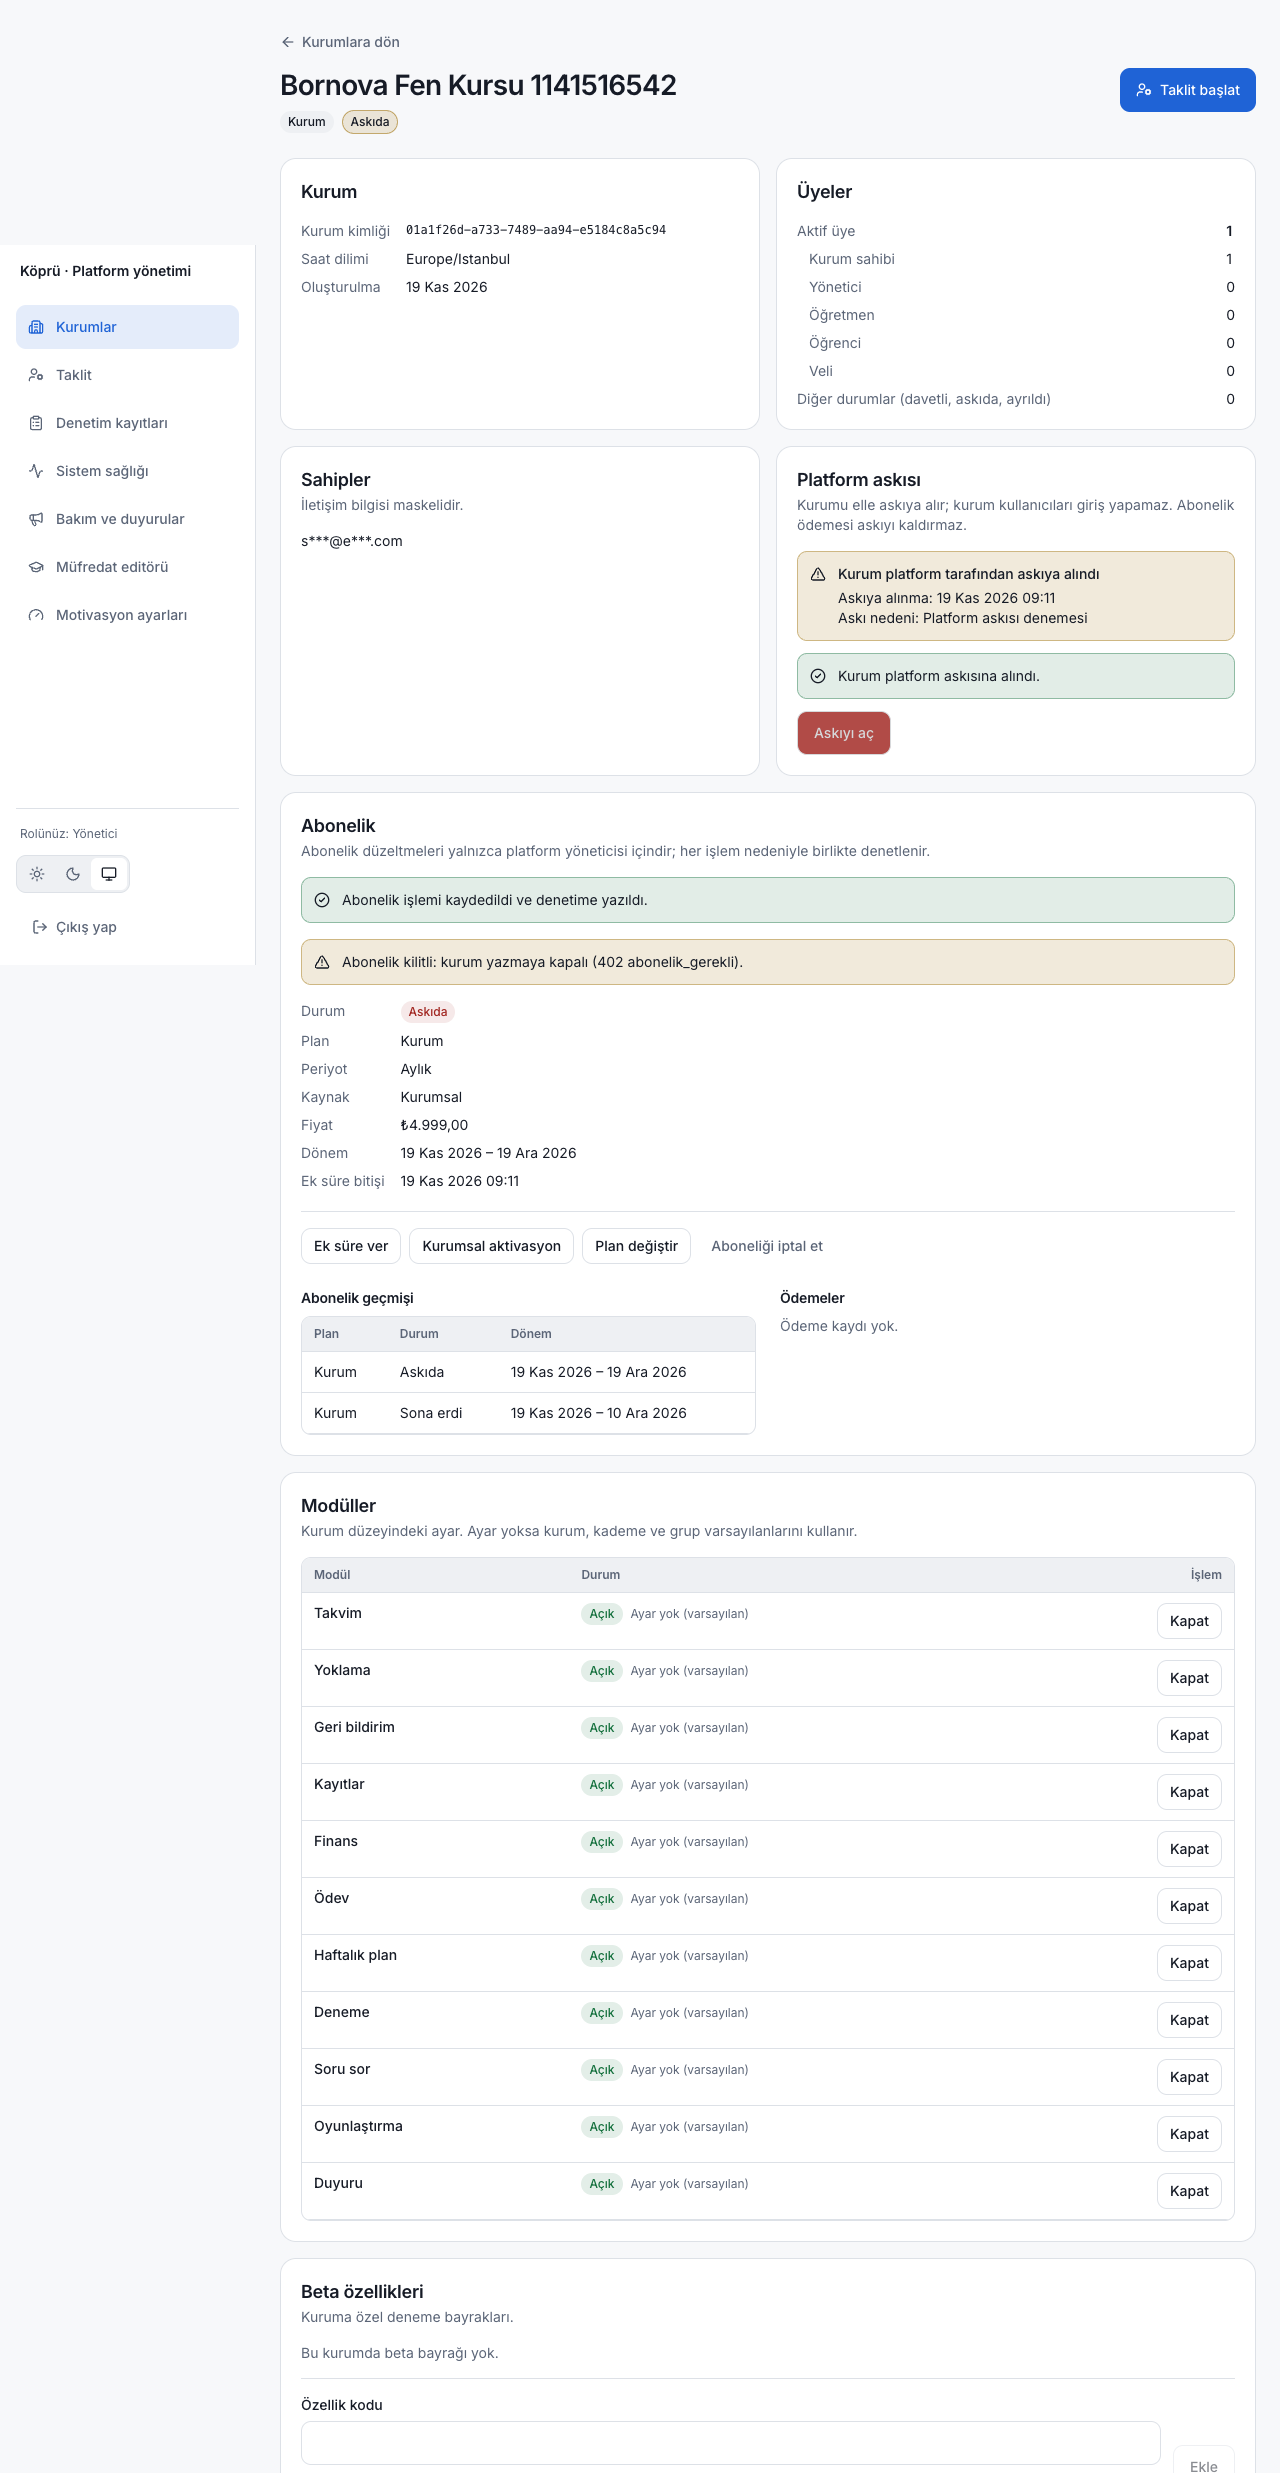 Kurumlara dön
Bornova Fen Kursu 1141516542
Taklit başlat
Kurum
Askıda
Köprü · Platform yönetimi
Kurumlar
Taklit
Denetim kayıtları
Sistem sağlığı
Bakım ve duyurular
Müfredat editörü
Motivasyon ayarları
Rolünüz: Yönetici
Çıkış yap
Kurum
Kurum kimliği 01a1f26d-a733-7489-aa94-e5184c8a5c94
Saat dilimi Europe/Istanbul
Oluşturulma 19 Kas 2026
Üyeler
Aktif üye 1
Kurum sahibi 1
Yönetici 0
Öğretmen 0
Öğrenci 0
Veli 0
Diğer durumlar (davetli, askıda, ayrıldı) 0
Sahipler
İletişim bilgisi maskelidir.
s***@e***.com
Platform askısı
Kurumu elle askıya alır; kurum kullanıcıları giriş yapamaz. Abonelik
ödemesi askıyı kaldırmaz.
Kurum platform tarafından askıya alındı
Askıya alınma: 19 Kas 2026 09:11
Askı nedeni: Platform askısı denemesi
Kurum platform askısına alındı.
Askıyı aç
Abonelik
Abonelik düzeltmeleri yalnızca platform yöneticisi içindir; her işlem nedeniyle birlikte denetlenir.
Abonelik işlemi kaydedildi ve denetime yazıldı.
Abonelik kilitli: kurum yazmaya kapalı (402 abonelik_gerekli).
Durum Askıda
Plan Kurum
Periyot Aylık
Kaynak Kurumsal
Fiyat ₺4.999,00
Dönem 19 Kas 2026 – 19 Ara 2026
Ek süre bitişi 19 Kas 2026 09:11
Ek süre ver
Kurumsal aktivasyon
Plan değiştir
Aboneliği iptal et
Abonelik geçmişi
Plan Durum Dönem
Kurum Askıda 19 Kas 2026 – 19 Ara 2026
Kurum Sona erdi 19 Kas 2026 – 10 Ara 2026
Ödemeler
Ödeme kaydı yok.
Modüller
Kurum düzeyindeki ayar. Ayar yoksa kurum, kademe ve grup varsayılanlarını kullanır.
Modül Durum İşlem
Takvim Açık Ayar yok (varsayılan) Kapat
Yoklama Açık Ayar yok (varsayılan) Kapat
Geri bildirim Açık Ayar yok (varsayılan) Kapat
Kayıtlar Açık Ayar yok (varsayılan) Kapat
Finans Açık Ayar yok (varsayılan) Kapat
Ödev Açık Ayar yok (varsayılan) Kapat
Haftalık plan Açık Ayar yok (varsayılan) Kapat
Deneme Açık Ayar yok (varsayılan) Kapat
Soru sor Açık Ayar yok (varsayılan) Kapat
Oyunlaştırma Açık Ayar yok (varsayılan) Kapat
Duyuru Açık Ayar yok (varsayılan) Kapat
Beta özellikleri
Kuruma özel deneme bayrakları.
Bu kurumda beta bayrağı yok.
Özellik kodu
Ekle